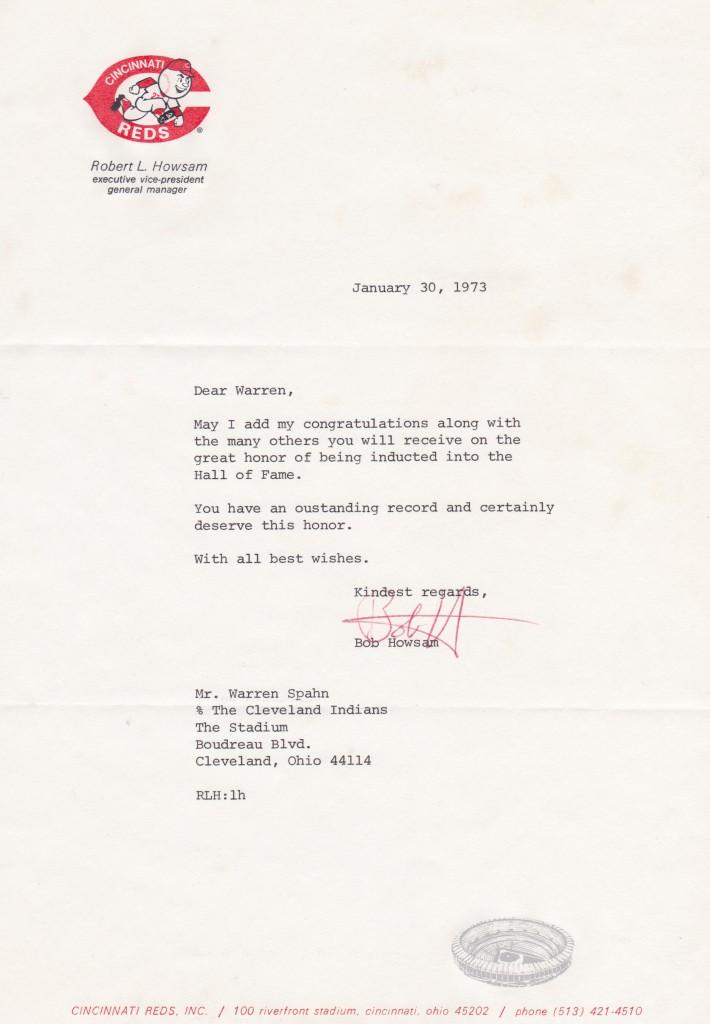 CINCINNATI
REDS
®
Robert L. Howsam
executive vice-president
general manager
January 30, 1973
Dear Warren,
May I add my congratulations along with
the many others you will receive on the
great honor of being inducted into the
Hall of Fame.
You have an oustanding record and certainly
deserve this honor.
With all best wishes.
Kindest regards,
Bob H
Bob Howsam
Mr. Warren Spahn
% The Cleveland Indians
The Stadium
Boudreau Blvd.
Cleveland, Ohio 44114
RLH:lh
CINCINNATI REDS, INC. / 100 riverfront stadium, cincinnati, ohio 45202 / phone (513) 421-4510